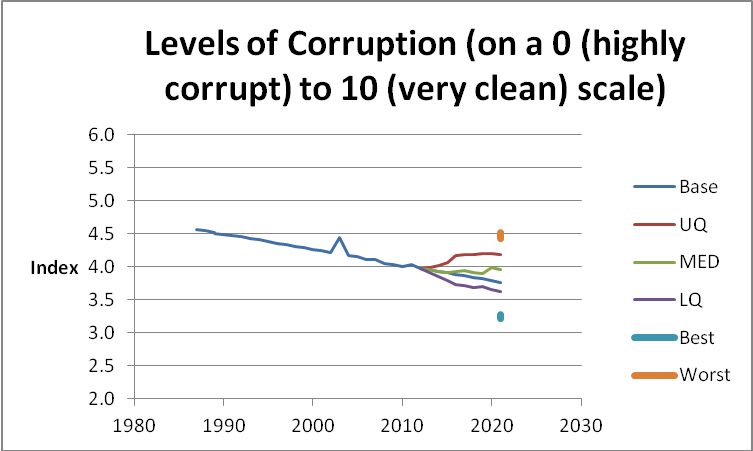 Levels of Corruption (on a 0 (highly
corrupt) to 10 (very clean) scale)
6.0
5.5
5.0
4.5
4.0
3.5
3.0
2.5
2.0
Index
1980
1990
2000
2010
2020
2030
Base
UQ
MED
LQ
Best
Worst